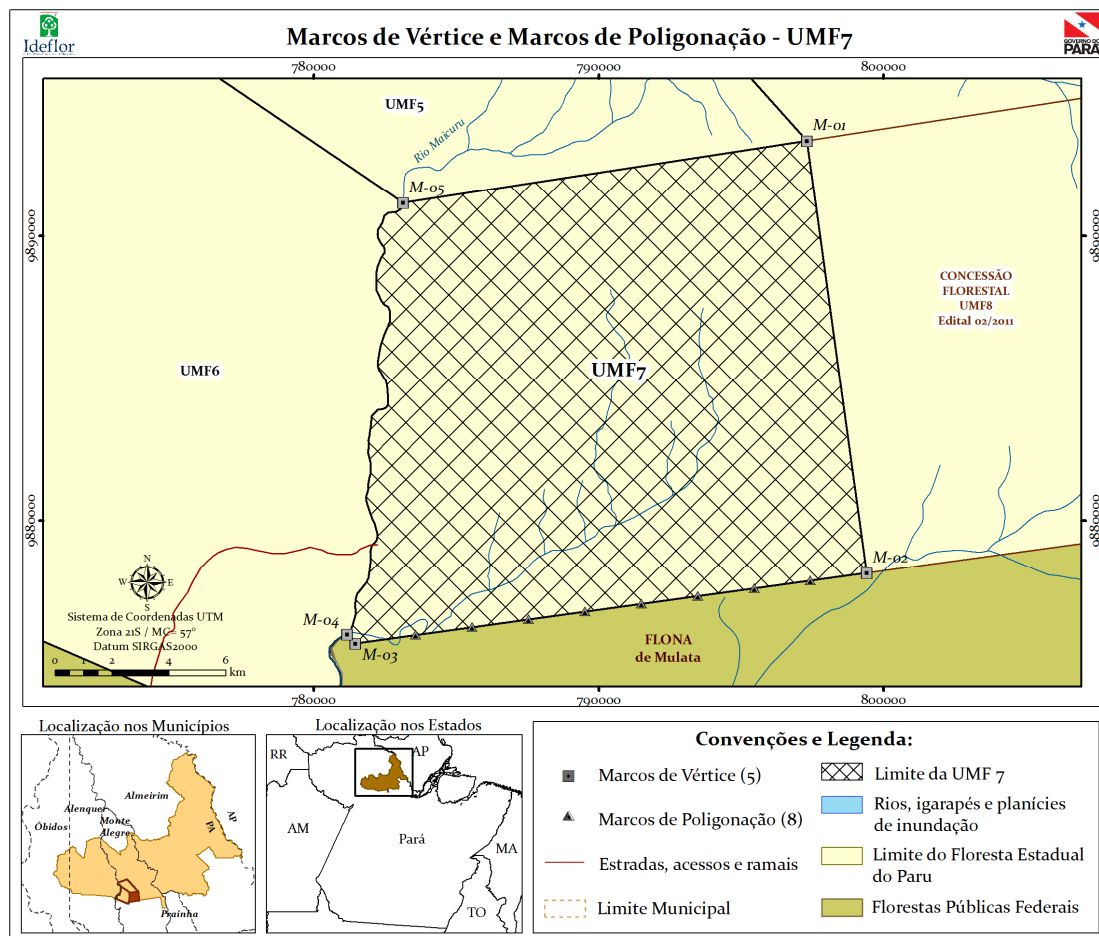 Ideflor
Marcos de Vértice e Marcos de Poligonação - UMF7
GOVERNO DO
PARÁ
780000
790000
800000
UMF5
Rio Maicuru
M-01
M-05
9890000
9890000
CONCESSÃO
FLORESTAL
UMF8
Edital 02/2011
UMF6
UMF7
9880000
9880000
N
W
E
S
M-02
Sistema de Coordenadas UTM
Zona 21S / MC= 57°
Datum SIRGAS2000
0 1 2 4 6
km
M-04
M-03
FLONA
de Mulata
780000
790000
800000
Localização nos Municípios
Almeirim
Alenquer
Óbidos
Monte
Alegre
AP
PA
Prainha
Localização nos Estados
RR
AP
AM
Pará
MA
TO
Convenções e Legenda:
Marcos de Vértice (5)
Marcos de Poligonação (8)
Estradas, acessos e ramais
Limite Municipal
Limite da UMF 7
Rios, igarapés e planícies
de inundação
Limite do Floresta Estadual
do Paru
Florestas Públicas Federais